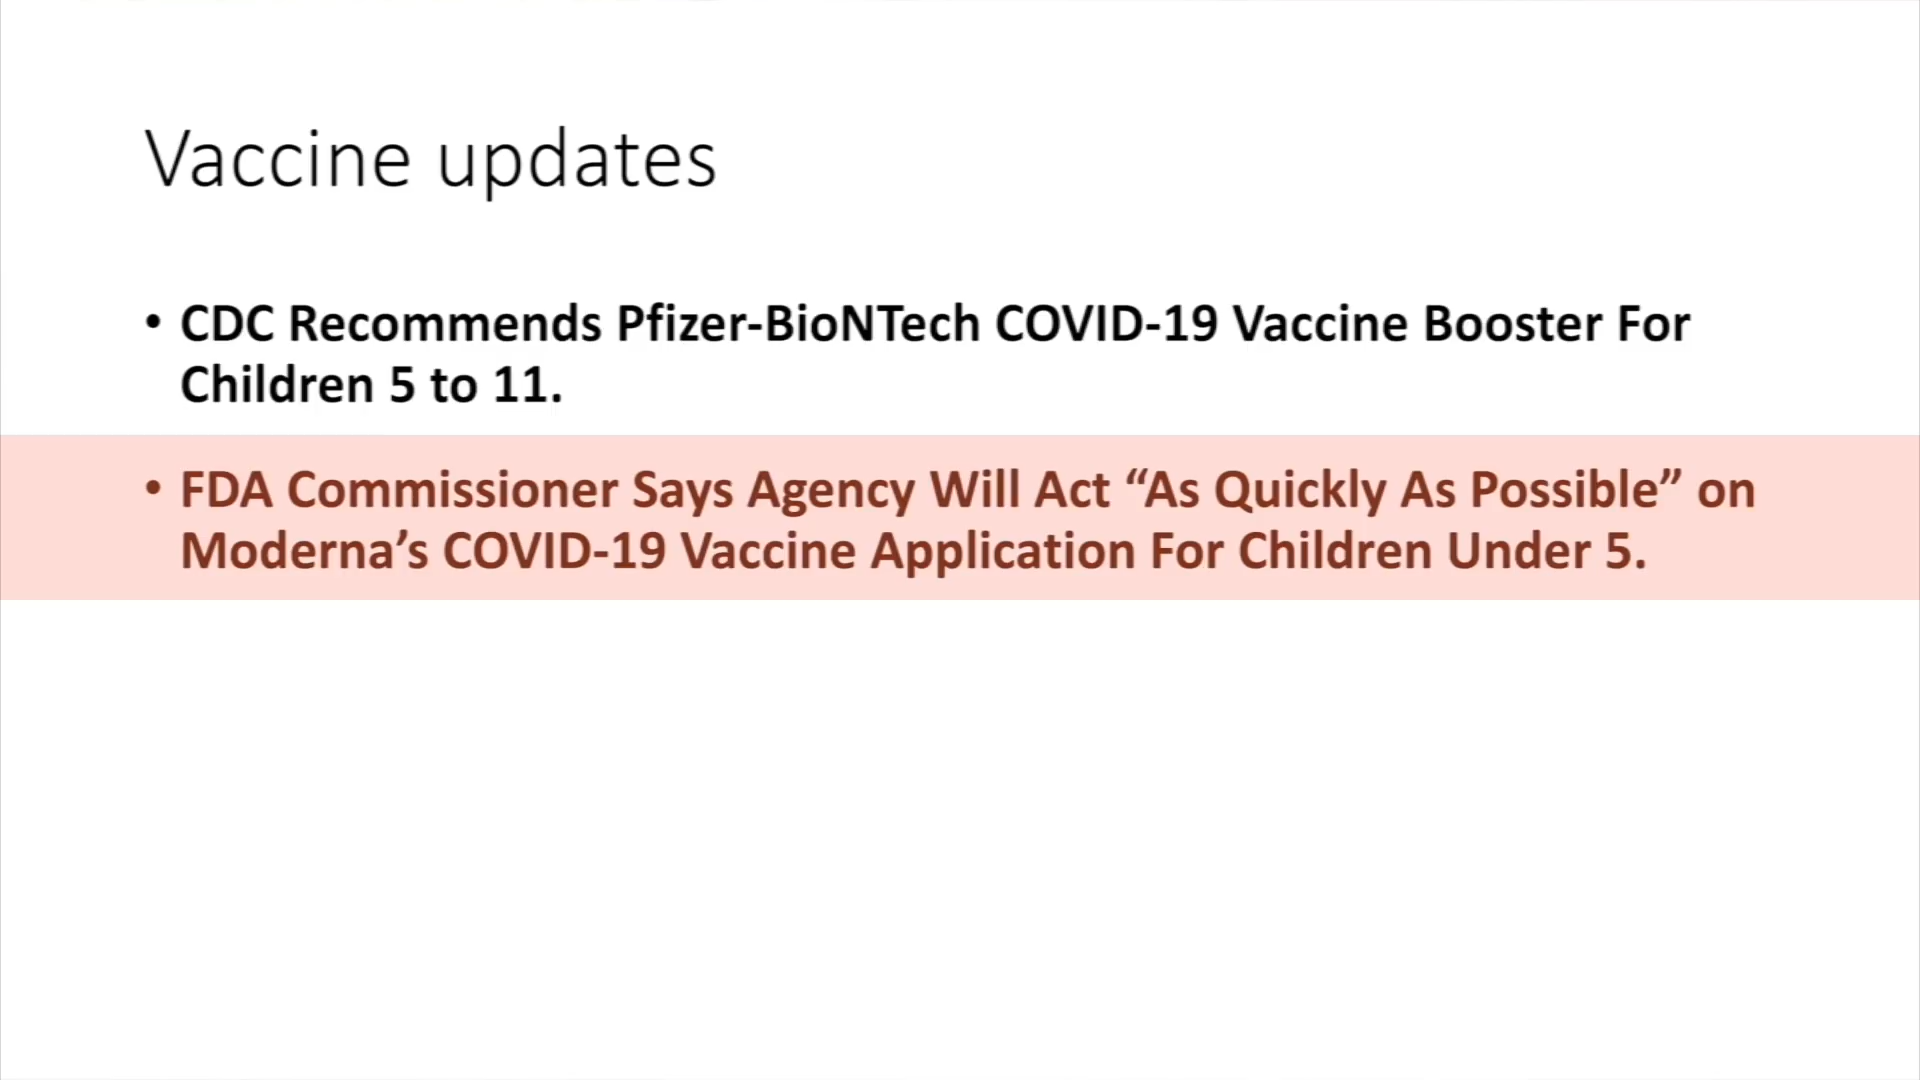 Vaccine updates
• CDC Recommends Pfizer-BioNTech COVID-19 Vaccine Booster For
Children 5 to 11.
• FDA Commissioner Says Agency Will Act “As Quickly As Possible” on
Moderna’s COVID-19 Vaccine Application For Children Under 5.